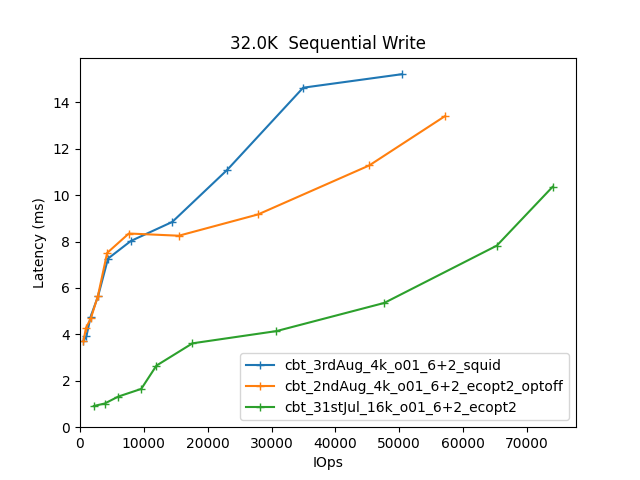 32.0K  Sequential Write
Latency (ms)
14
12
10
8
6
4
2
0
0 10000 20000 30000 40000 50000 60000 70000
IOps
cbt_3rdAug_4k_o01_6+2_squid
cbt_2ndAug_4k_o01_6+2_ecopt2_optoff
cbt_31stJul_16k_o01_6+2_ecopt2